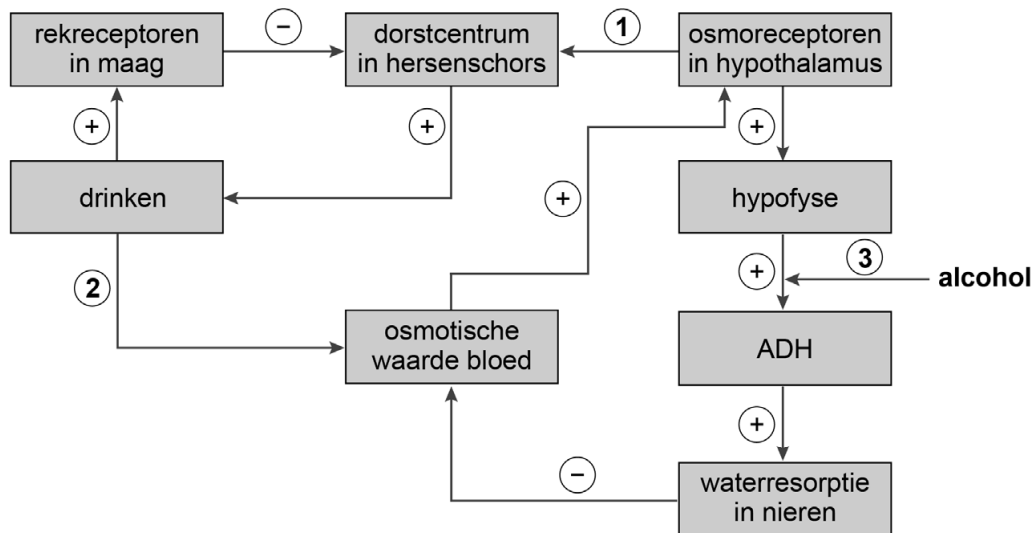 rekreceptoren
in maag
−
dorstcentrum
in hersenschors
1
osmoreceptoren
in hypothalamus
+
+
+
drinken
+
hypofyse
2
+
3
alcohol
osmotische
waarde bloed
ADH
+
−
waterresorptie
in nieren